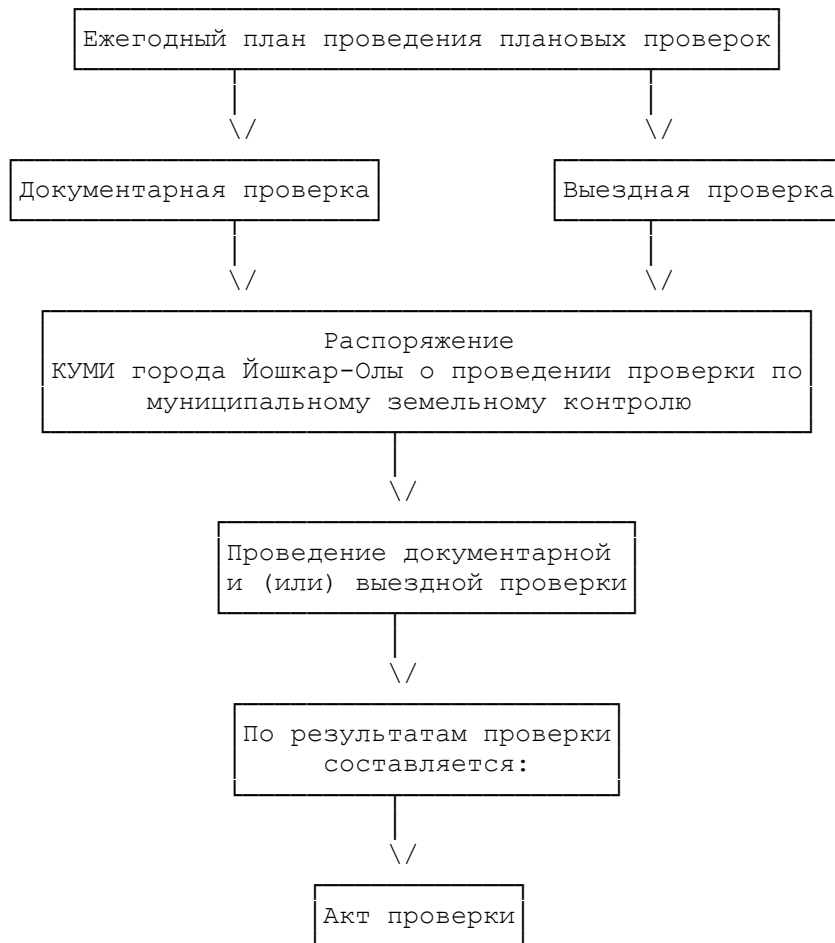 Ежегодный план проведения плановых проверок
Документарная проверка
Выездная проверка
Распоряжение
КУМИ города Йошкар-Олы о проведении проверки по
муниципальному земельному контролю
Проведение документарной
и (или) выездной проверки
По результатам проверки
составляется:
Акт проверки